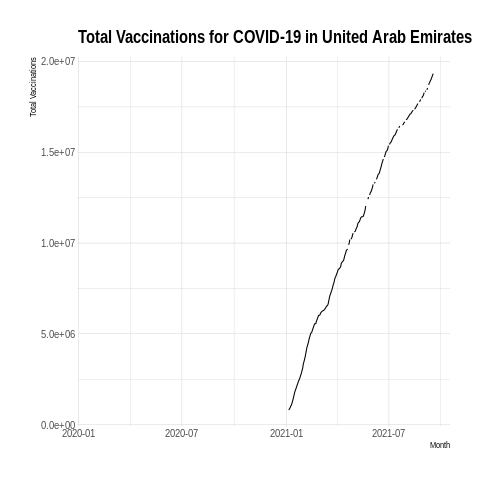 Total Vaccinations for COVID-19 in United Arab Emirates
Total Vaccinations
2.0e+07
1.5e+07
1.0e+07
5.0e+06
0.0e+00
2020-01
2020-07
2021-01
2021-07
Month